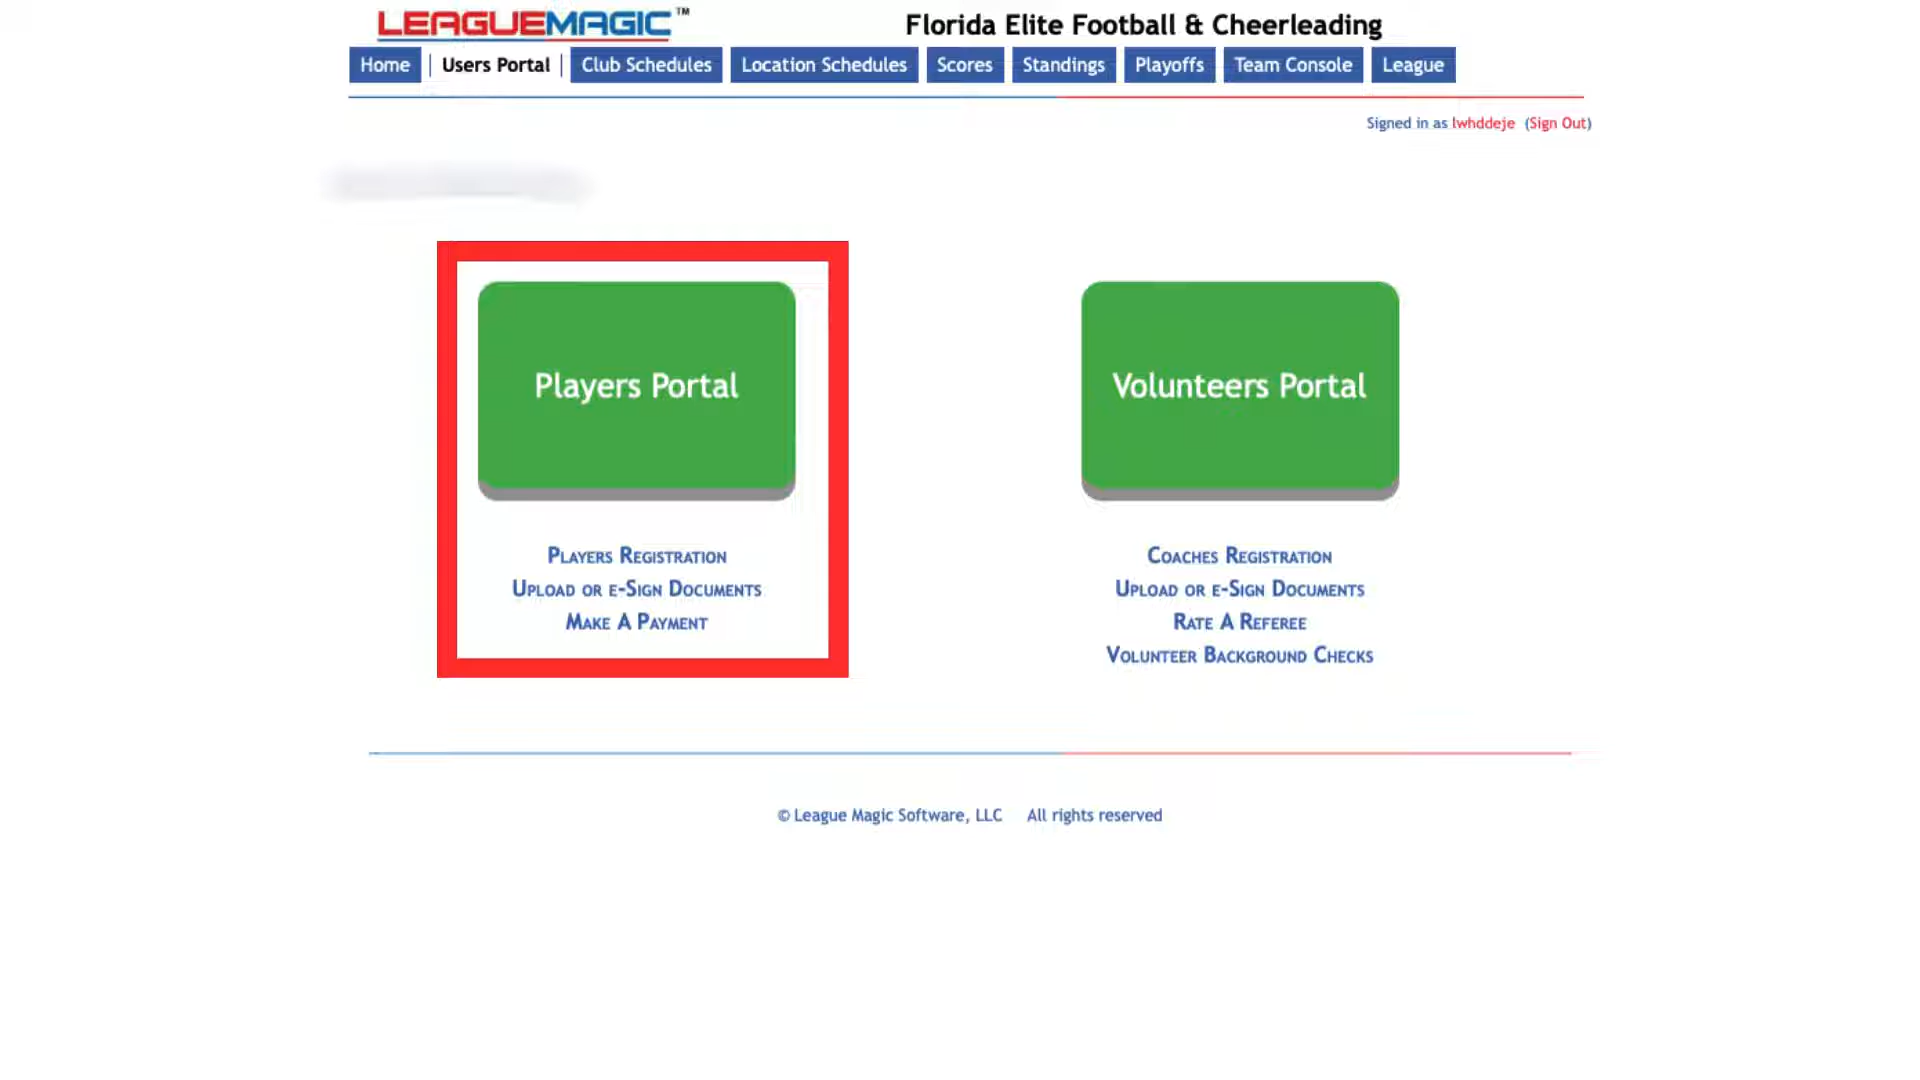 LEAGUEMAGIC™
Florida Elite Football & Cheerleading
Home Users Portal Club Schedules Location Schedules Scores Standings Playoffs Team Console League
Signed in as lwhddeje (Sign Out)
Players Portal
Players Registration
Upload or e-Sign Documents
Make A Payment
Volunteers Portal
Coaches Registration
Upload or e-Sign Documents
Rate A Referee
Volunteer Background Checks
© League Magic Software, LLC All rights reserved